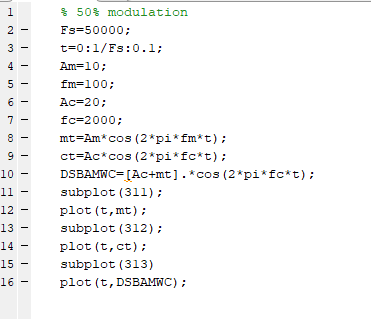 1 % 50% modulation
2 - Fs=50000;
3 - t=0:1/Fs:0.1;
4 - Am=10;
5 - fm=100;
6 - Ac=20;
7 - fc=2000;
8 - mt=Am*cos(2*pi*fm*t);
9 - ct=Ac*cos(2*pi*fc*t);
10 - DSBAMWC=[Ac+mt].*cos(2*pi*fc*t);
11 - subplot(311);
12 - plot(t,mt);
13 - subplot(312);
14 - plot(t,ct);
15 - subplot(313)
16 - plot(t,DSBAMWC);